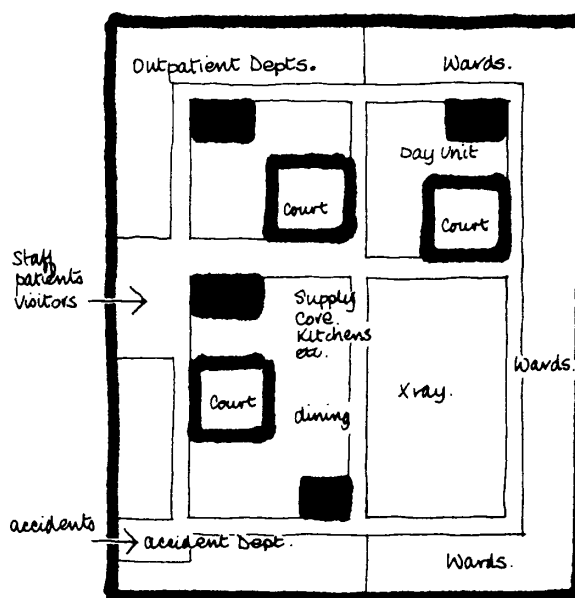 Outpatient Depts.
Wards.
Day Unit
Court
Court
Staff
patients
Visitors
Supply
Core.
Kitchens
etc.
Court
dining
Xray.
Wards.
accidents
accident Dept.
Wards.